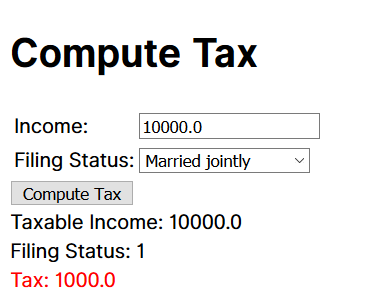 Compute Tax
Income: 10000.0
Filing Status: Married jointly
Compute Tax
Taxable Income: 10000.0
Filing Status: 1
Tax: 1000.0